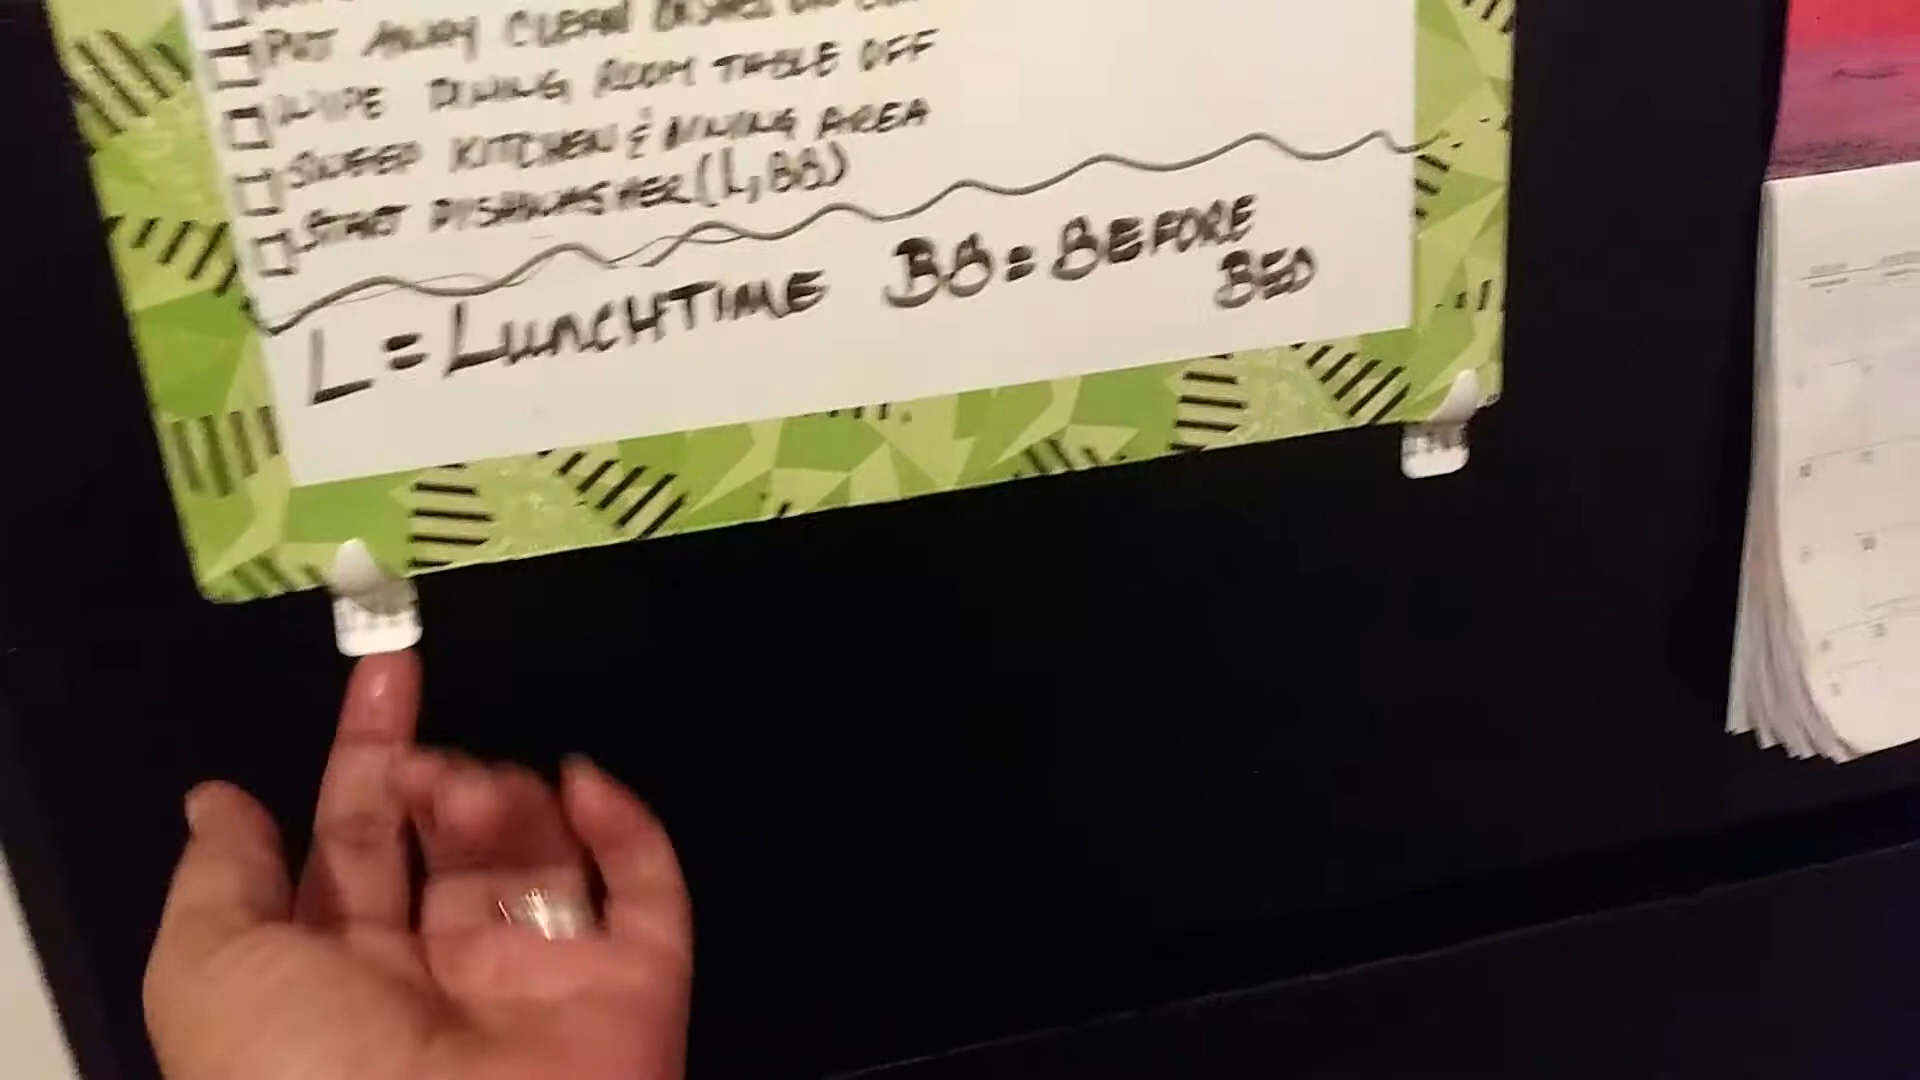 PUT AWAY CLEAN DISHES
WIPE DINING ROOM TABLE OFF
SWEEP KITCHEN & DINING AREA
START DISHWASHER (L, BB)
L = LUNCHTIME BB = BEFORE
BED